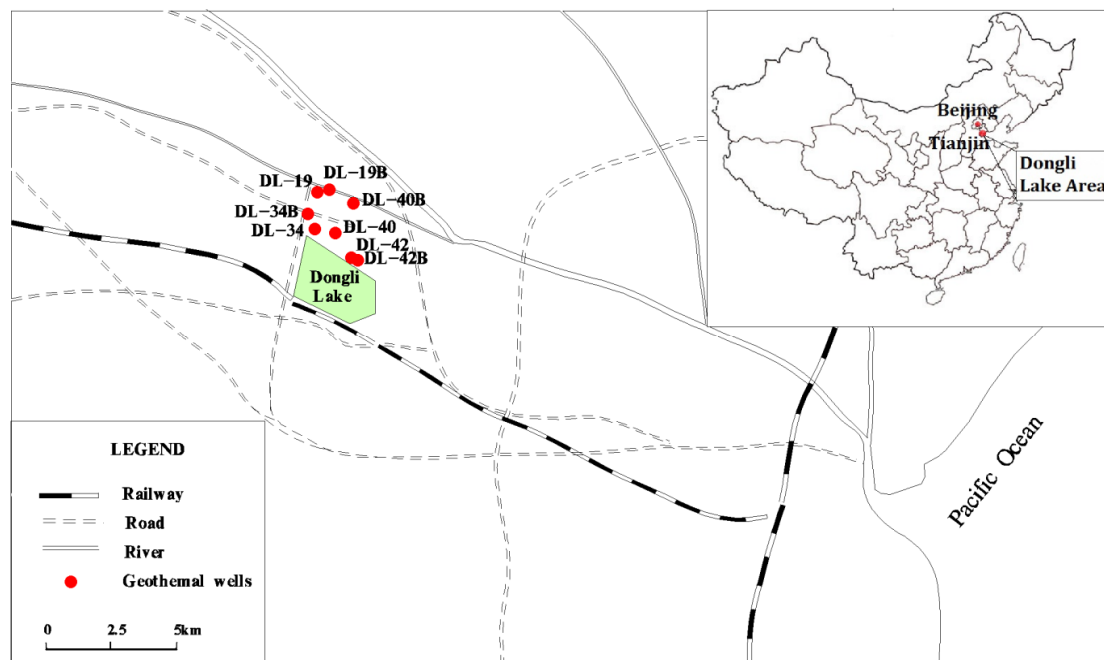 Beijing
Tianjin
Dongli
Lake Area
DL-19B
DL-19
DL-40B
DL-34B
DL-34
DL-40
DL-42
DL-42B
Dongli
Lake
Pacific Ocean
LEGEND
Railway
Road
River
Geothemal wells
0 2.5 5km